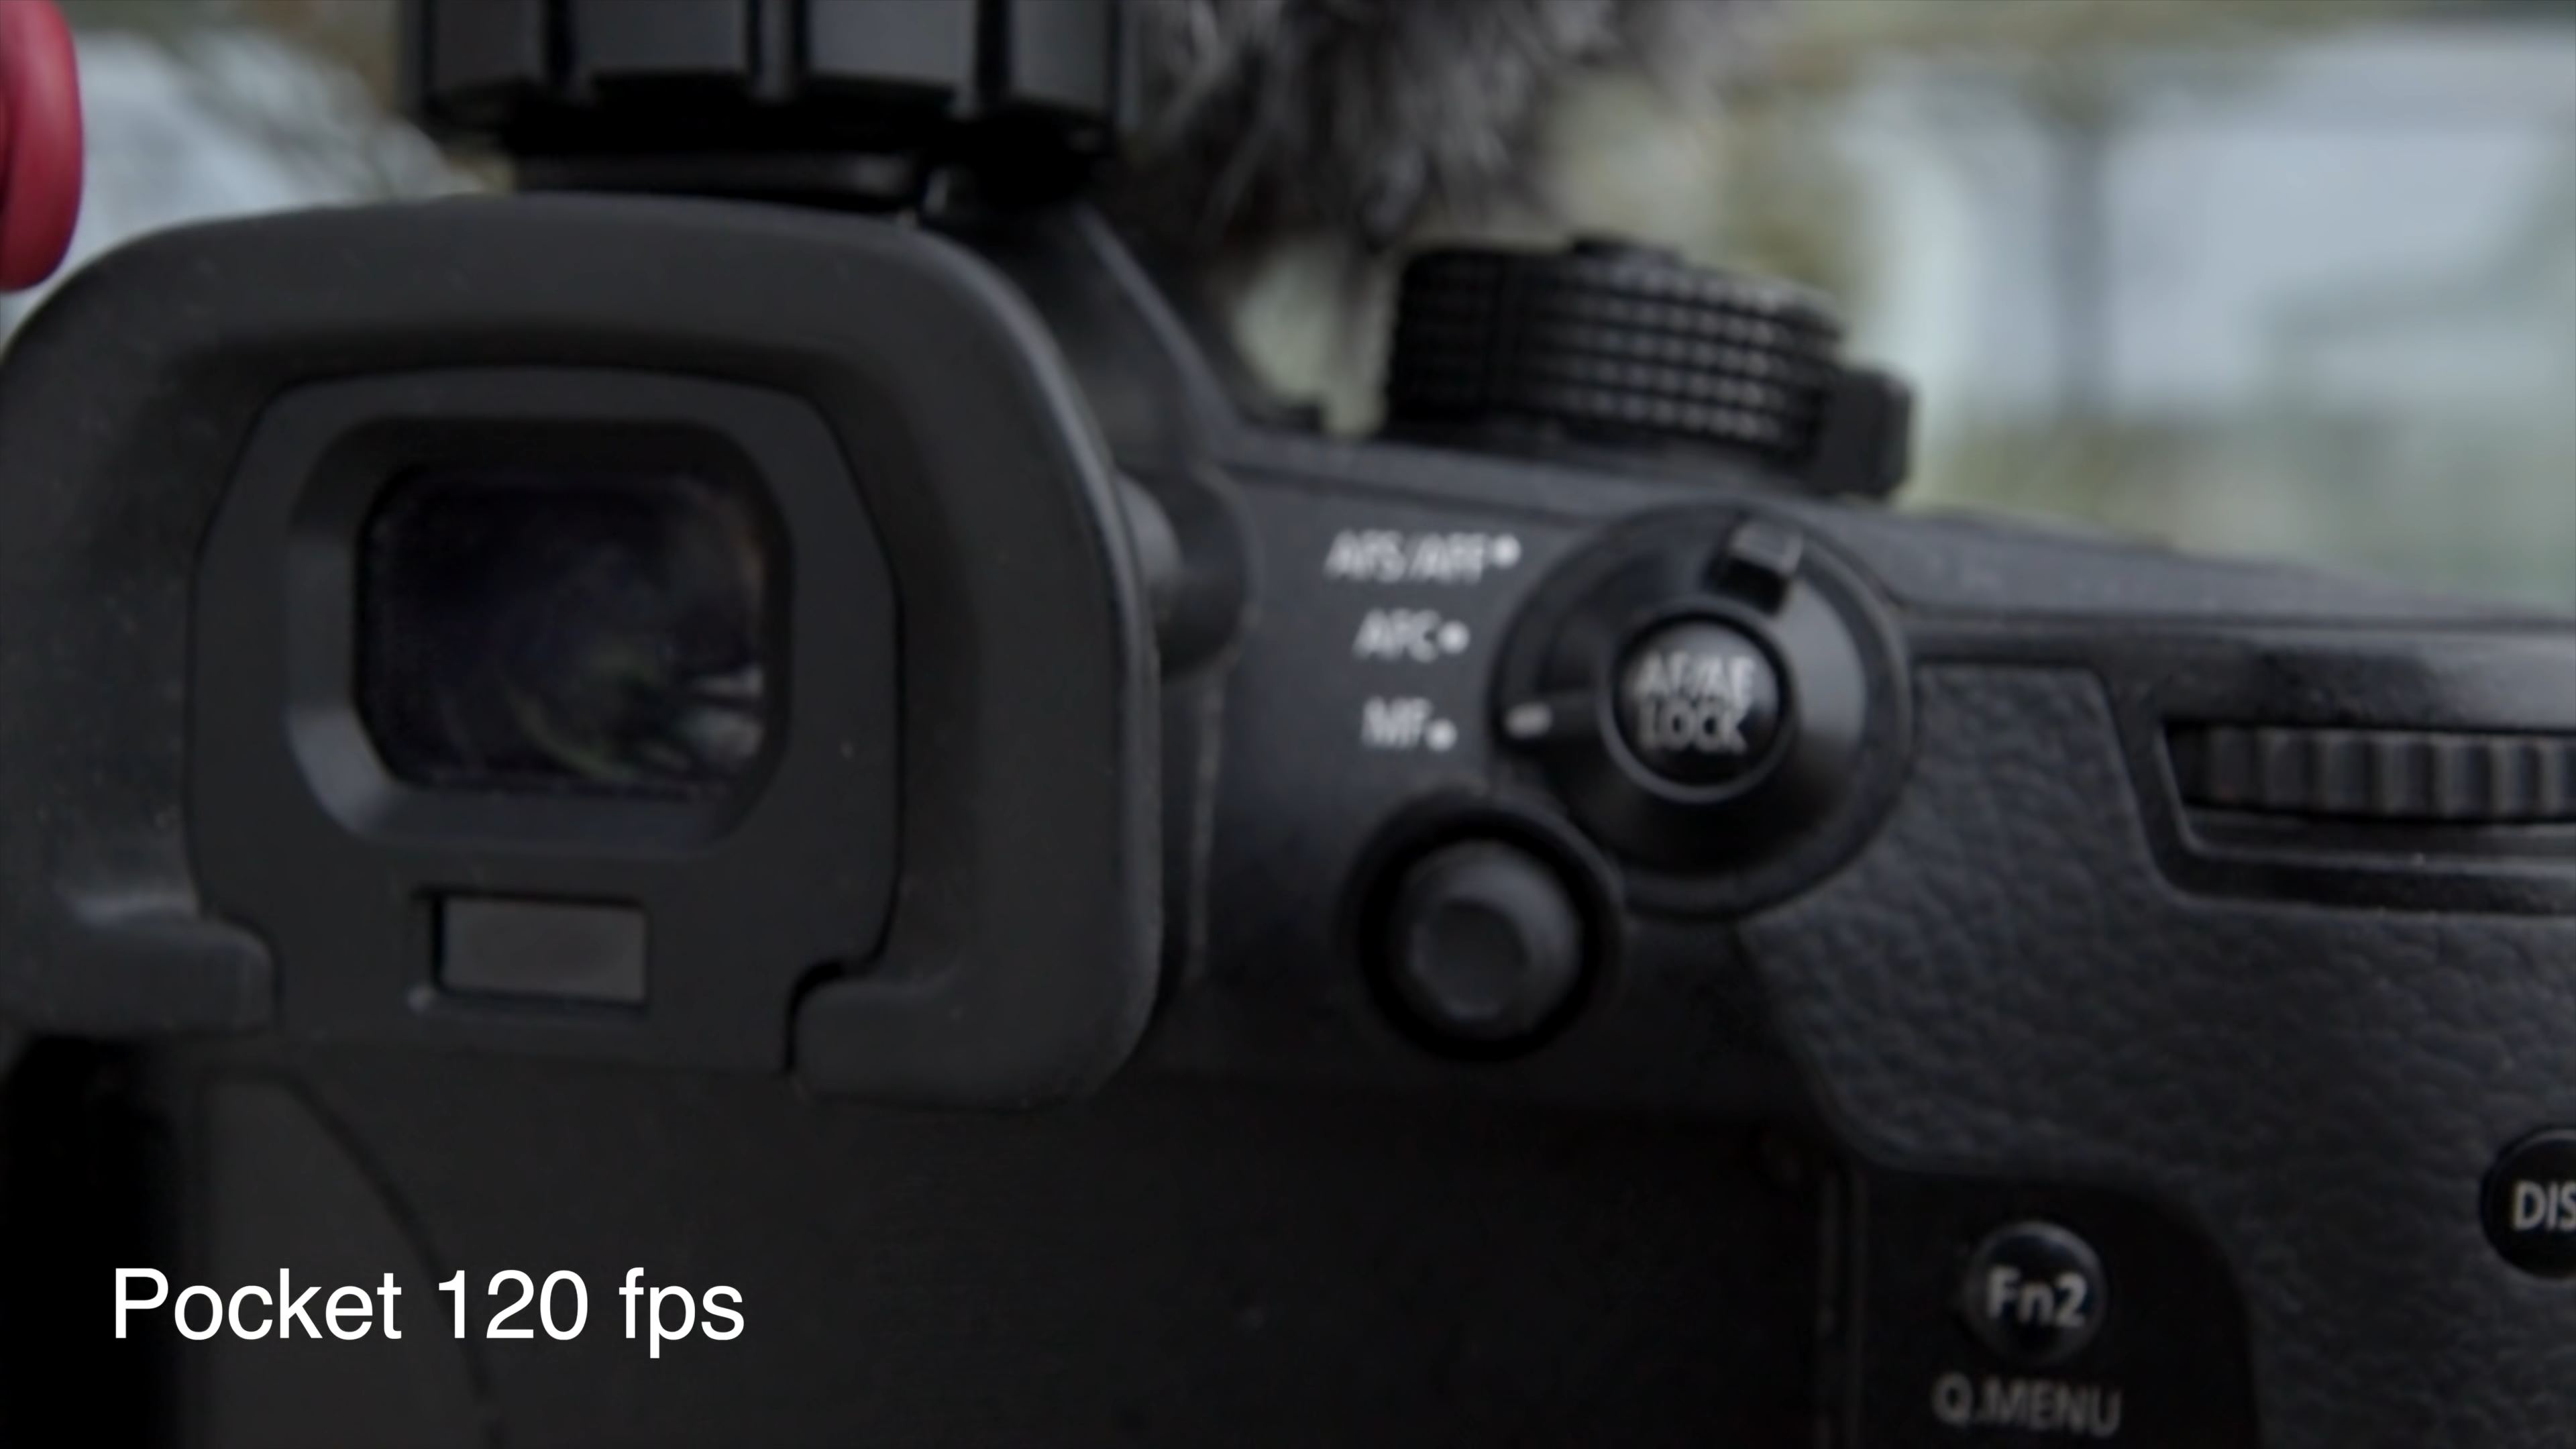 AFS/AFF
AFC
MF
AF/AE
LOCK
DIS
Fn2
Q.MENU
Pocket 120 fps